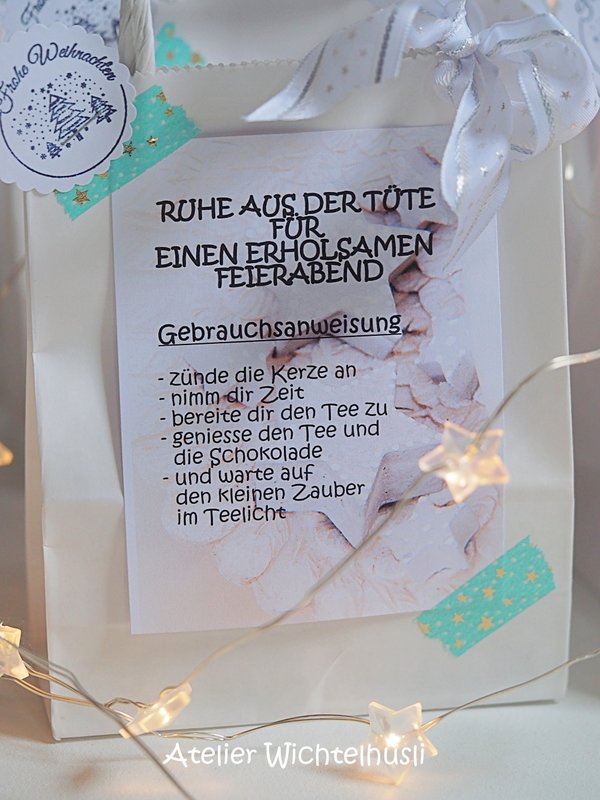 Frohe Weihnachten
RUHE AUS DER TÜTE
FÜR
EINEN ERHOLSAMEN
FEIERABEND
Gebrauchsanweisung
- zünde die Kerze an
- nimm dir Zeit
- bereite dir den Tee zu
- geniesse den Tee und
die Schokolade
- und warte auf
den kleinen Zauber
im Teelicht
Atelier Wichtelhüsli